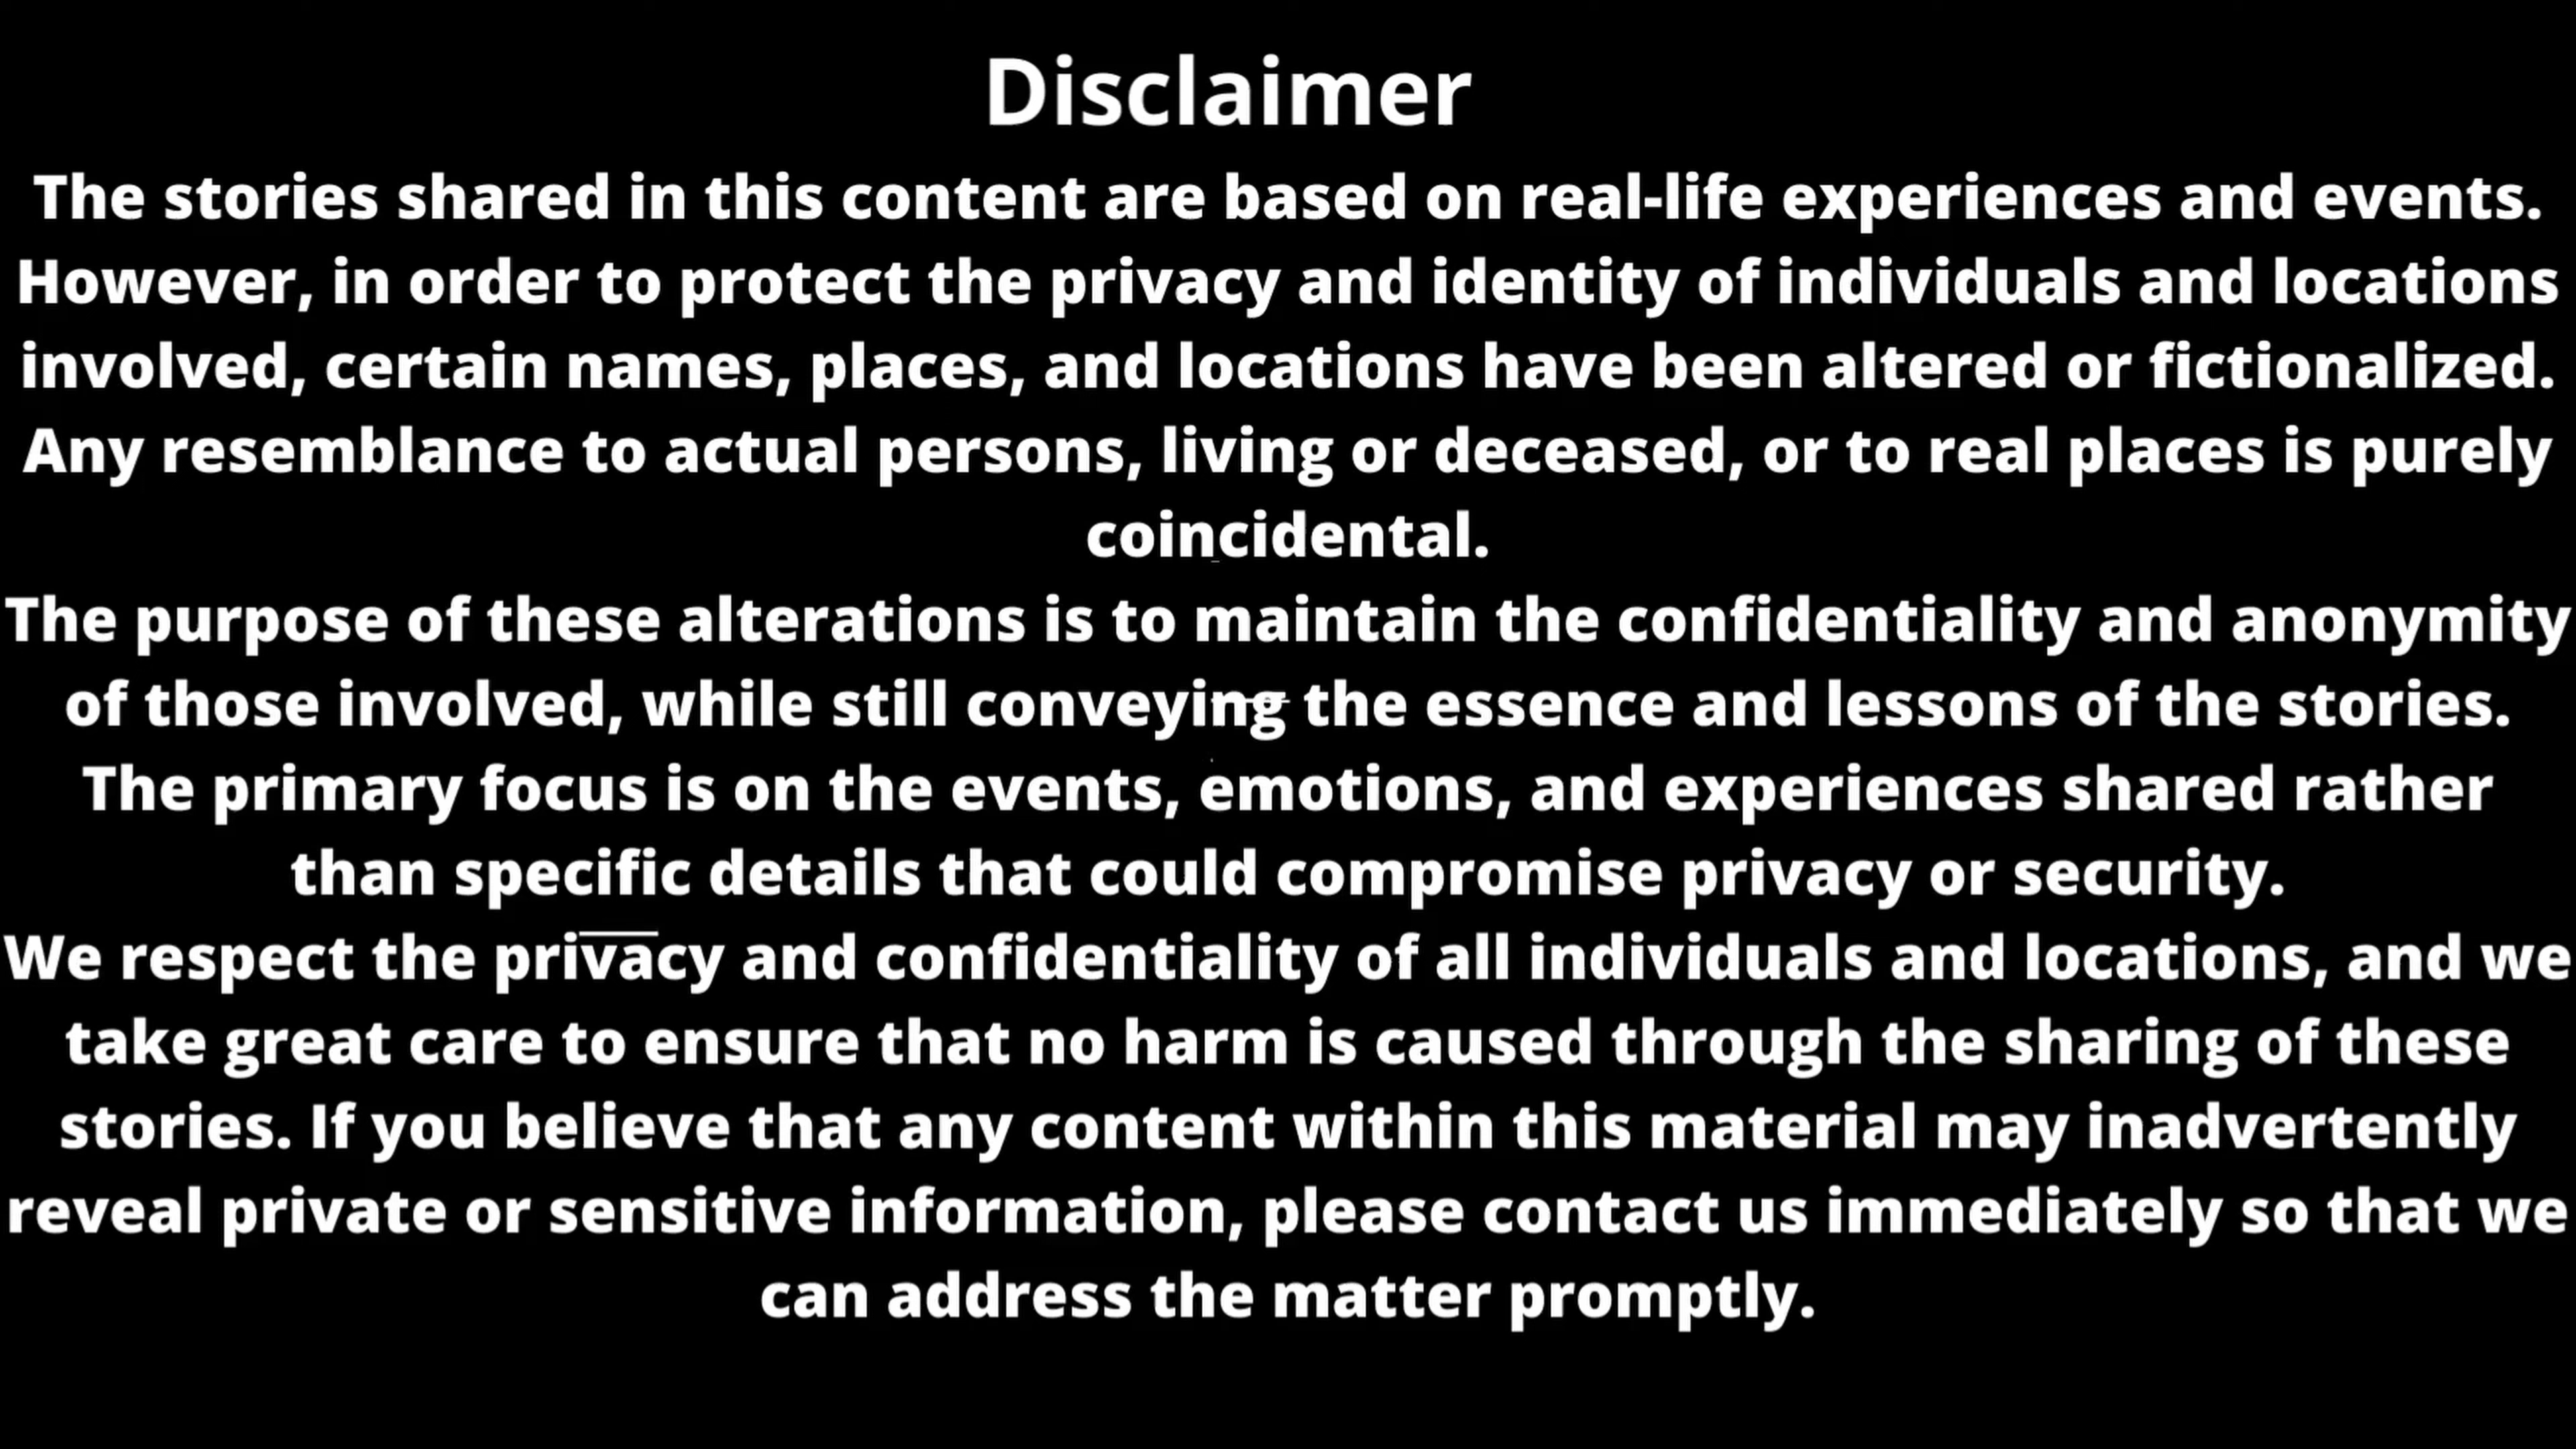 Disclaimer
The stories shared in this content are based on real-life experiences and events.
However, in order to protect the privacy and identity of individuals and locations
involved, certain names, places, and locations have been altered or fictionalized.
Any resemblance to actual persons, living or deceased, or to real places is purely
coincidental.
The purpose of these alterations is to maintain the confidentiality and anonymity
of those involved, while still conveying the essence and lessons of the stories.
The primary focus is on the events, emotions, and experiences shared rather
than specific details that could compromise privacy or security.
We respect the privacy and confidentiality of all individuals and locations, and we
take great care to ensure that no harm is caused through the sharing of these
stories. If you believe that any content within this material may inadvertently
reveal private or sensitive information, please contact us immediately so that we
can address the matter promptly.